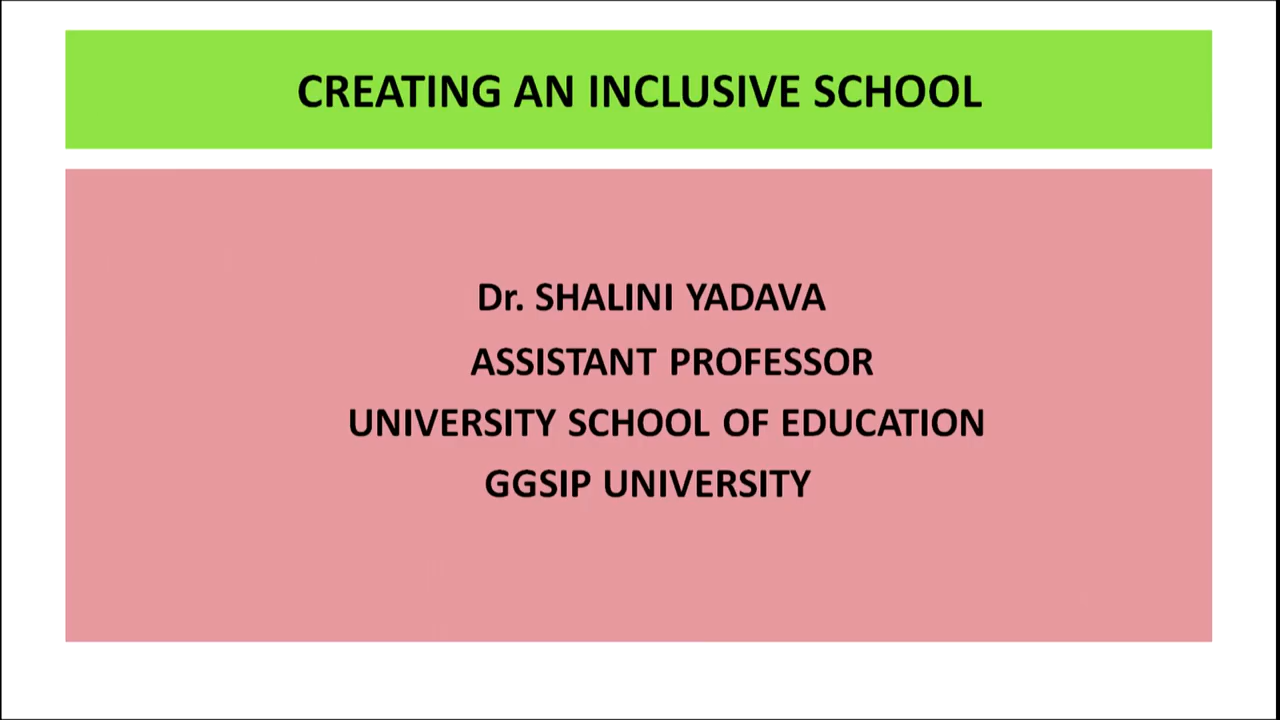 CREATING AN INCLUSIVE SCHOOL
Dr. SHALINI YADAVA
ASSISTANT PROFESSOR
UNIVERSITY SCHOOL OF EDUCATION
GGSIP UNIVERSITY